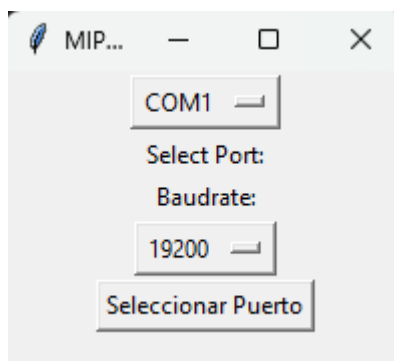 MIP...
COM1
Select Port:
Baudrate:
19200
Seleccionar Puerto